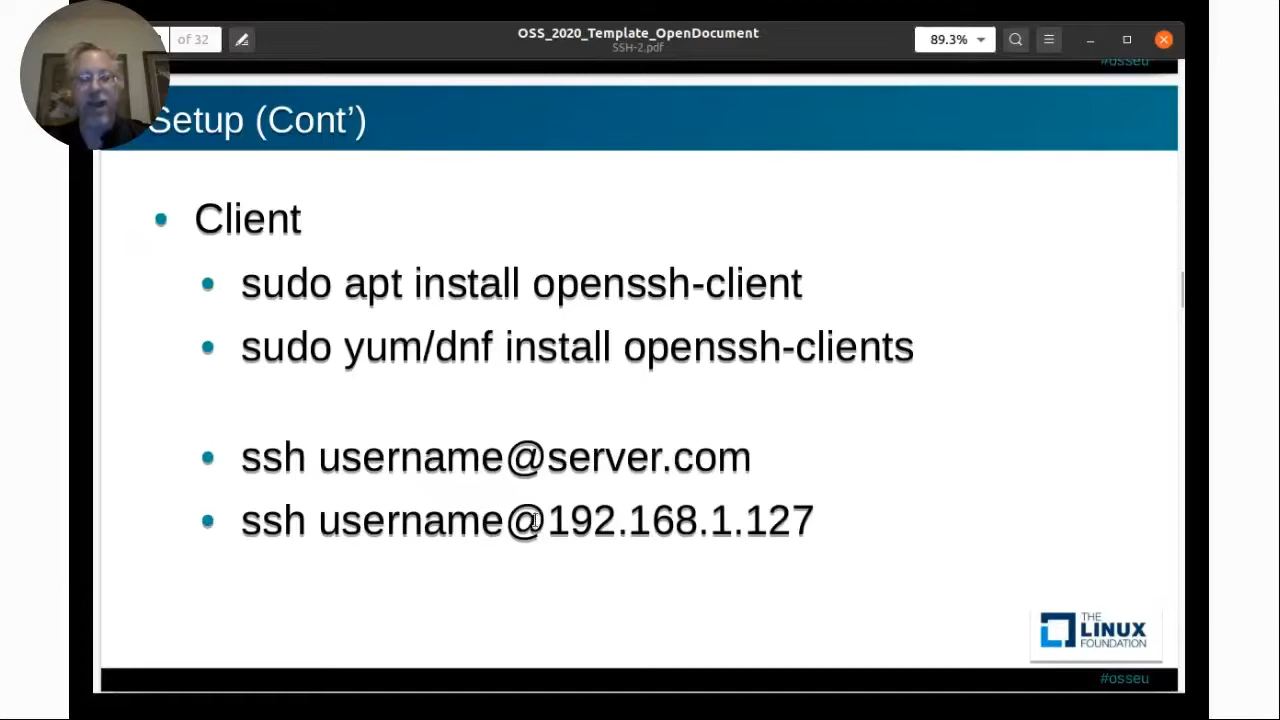 of 32
OSS_2020_Template_OpenDocument
SSH-2.pdf
89.3%
#osseu
Setup (Cont’)
Client
sudo apt install openssh-client
sudo yum/dnf install openssh-clients
ssh username@server.com
ssh username@192.168.1.127
THE
LINUX
FOUNDATION
#osseu